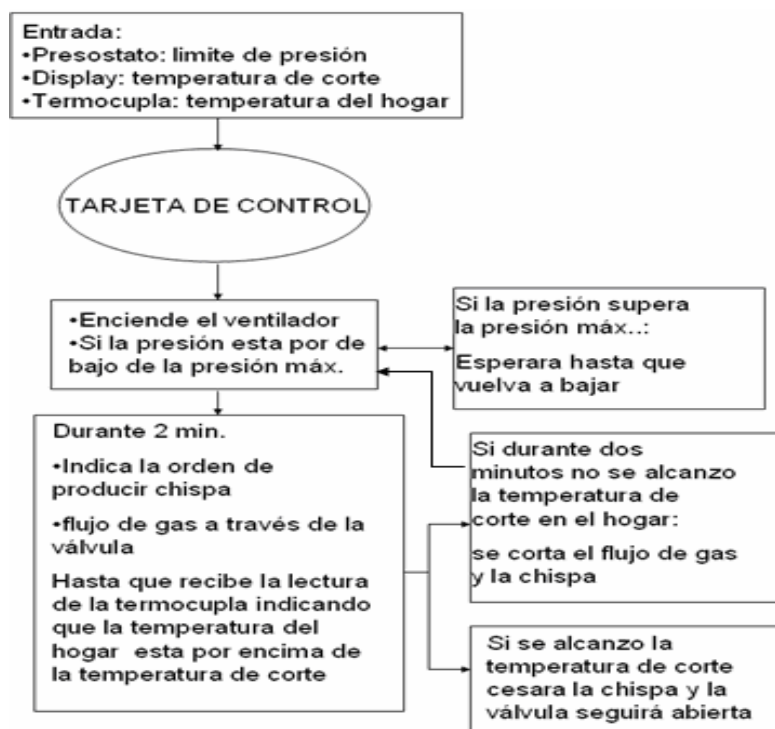 Entrada:
•Presostato: limite de presión
•Display: temperatura de corte
•Termocupla: temperatura del hogar
TARJETA DE CONTROL
•Enciende el ventilador
•Si la presión esta por de
bajo de la presión máx.
Si la presión supera
la presión máx..:
Esperara hasta que
vuelva a bajar
Durante 2 min.
•Indica la orden de
producir chispa
•flujo de gas a través de la
válvula
Hasta que recibe la lectura
de la termocupla indicando
que la temperatura del
hogar esta por encima de
la temperatura de corte
Si durante dos
minutos no se alcanzo
la temperatura de
corte en el hogar:
se corta el flujo de gas
y la chispa
Si se alcanzo la
temperatura de corte
cesara la chispa y la
válvula seguirá abierta